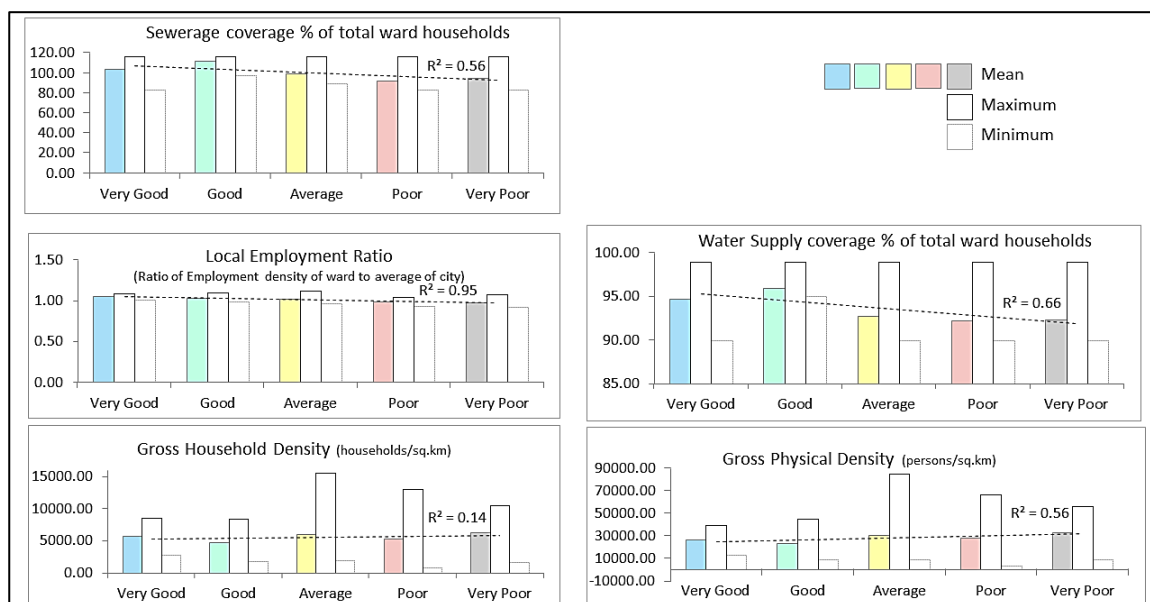 Sewerage coverage % of total ward households
120.00
100.00
80.00
60.00
40.00
20.00
0.00
R² = 0.56
Very Good Good Average Poor Very Poor
Mean
Maximum
Minimum
Local Employment Ratio
(Ratio of Employment density of ward to average of city)
1.50
1.00
0.50
0.00
R² = 0.95
Very Good Good Average Poor Very Poor
Water Supply coverage % of total ward households
100.00
95.00
90.00
85.00
R² = 0.66
Very Good Good Average Poor Very Poor
Gross Household Density (households/sq.km)
15000.00
10000.00
5000.00
0.00
R² = 0.14
Very Good Good Average Poor Very Poor
Gross Physical Density (persons/sq.km)
90000.00
70000.00
50000.00
30000.00
10000.00
-10000.00
R² = 0.56
Very Good Good Average Poor Very Poor